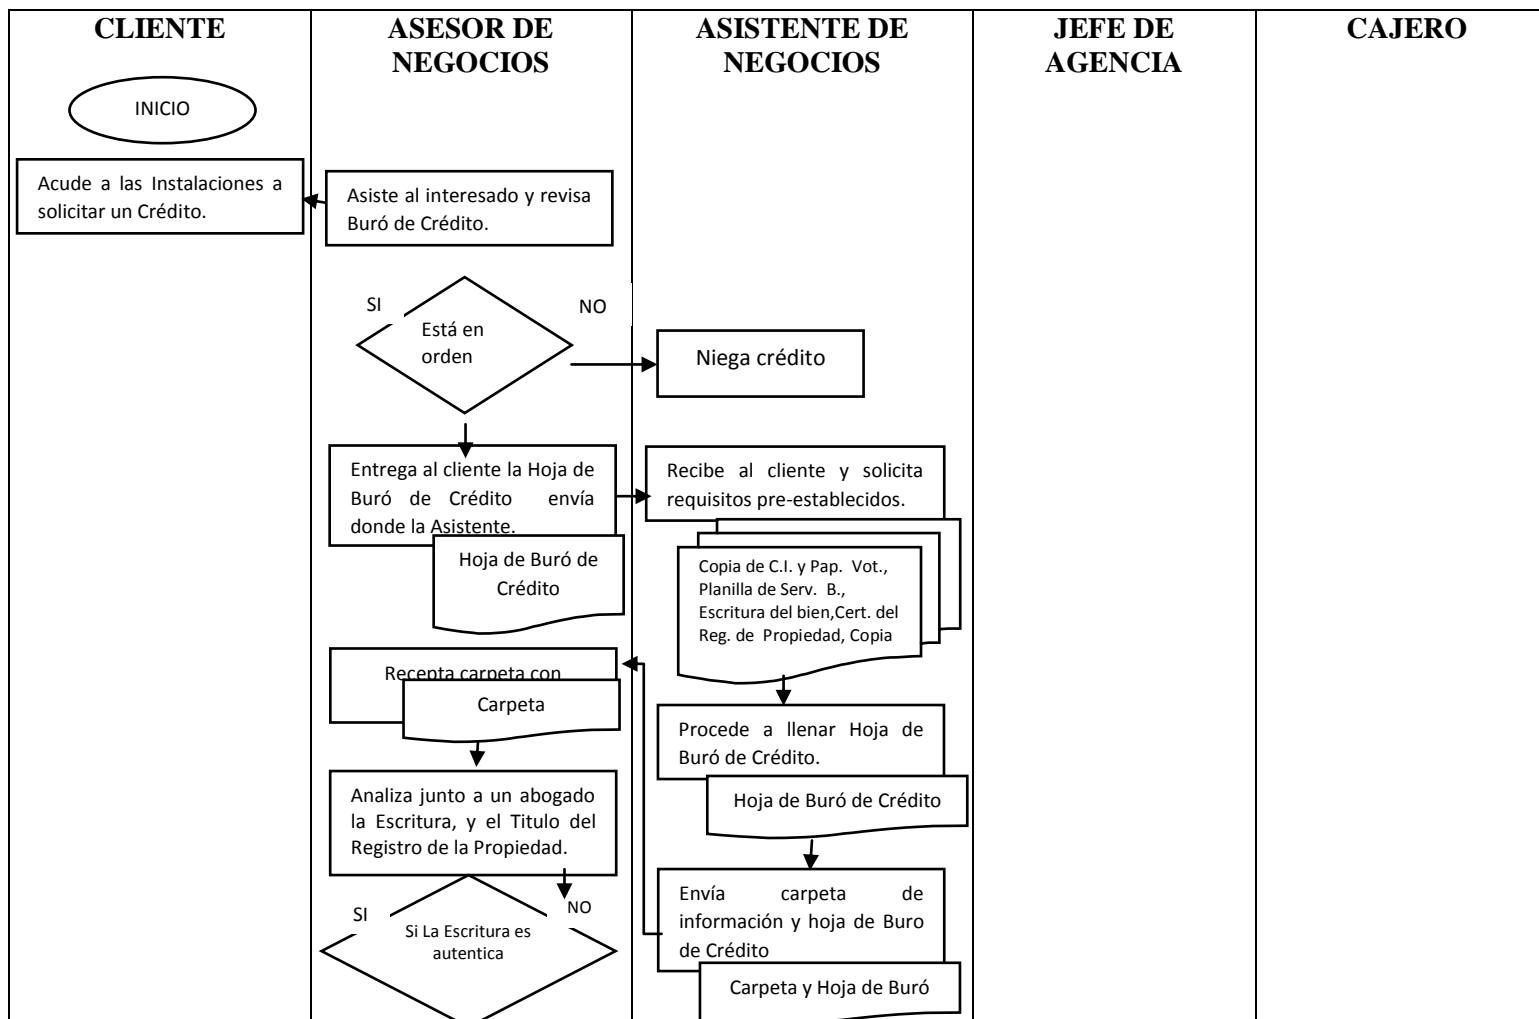 CLIENTE
ASESOR DE
NEGOCIOS
ASISTENTE DE
NEGOCIOS
JEFE DE
AGENCIA
CAJERO
INICIO
Acude a las Instalaciones a
solicitar un Crédito.
Asiste al interesado y revisa
Buró de Crédito.
SI
NO
Está en
orden
Niega crédito
Entrega al cliente la Hoja de
Buró de Crédito envía
donde la Asistente.
Hoja de Buró de
Crédito
Recibe al cliente y solicita
requisitos pre-establecidos.
Copia de C.I. y Pap. Vot.,
Planilla de Serv. B.,
Escritura del bien,Cert. del
Reg. de Propiedad, Copia
Recepta carpeta con
Carpeta
Procede a llenar Hoja de
Buró de Crédito.
Hoja de Buró de Crédito
Analiza junto a un abogado
la Escritura, y el Titulo del
Registro de la Propiedad.
SI
NO
Si La Escritura es
autentica
Envía carpeta de
información y hoja de Buro
de Crédito
Carpeta y Hoja de Buró